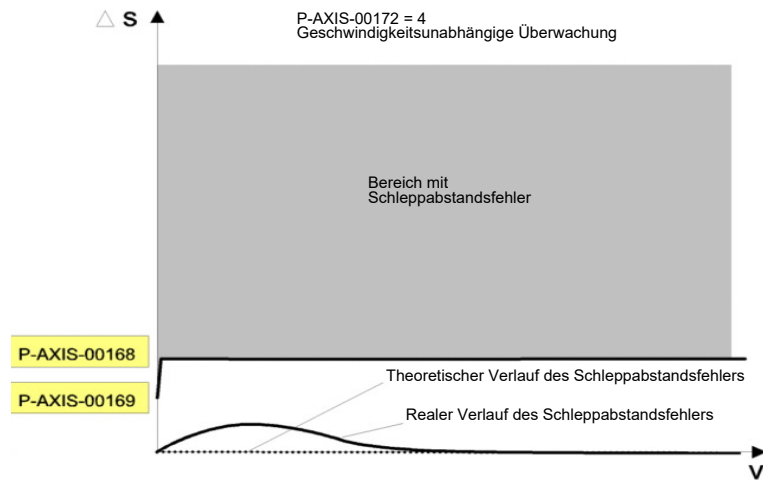 △ S
P-AXIS-00172 = 4
Geschwindigkeitsunabhängige Überwachung
Bereich mit
Schleppabstandsfehler
P-AXIS-00168
P-AXIS-00169
Theoretischer Verlauf des Schleppabstandsfehlers
Realer Verlauf des Schleppabstandsfehlers
V